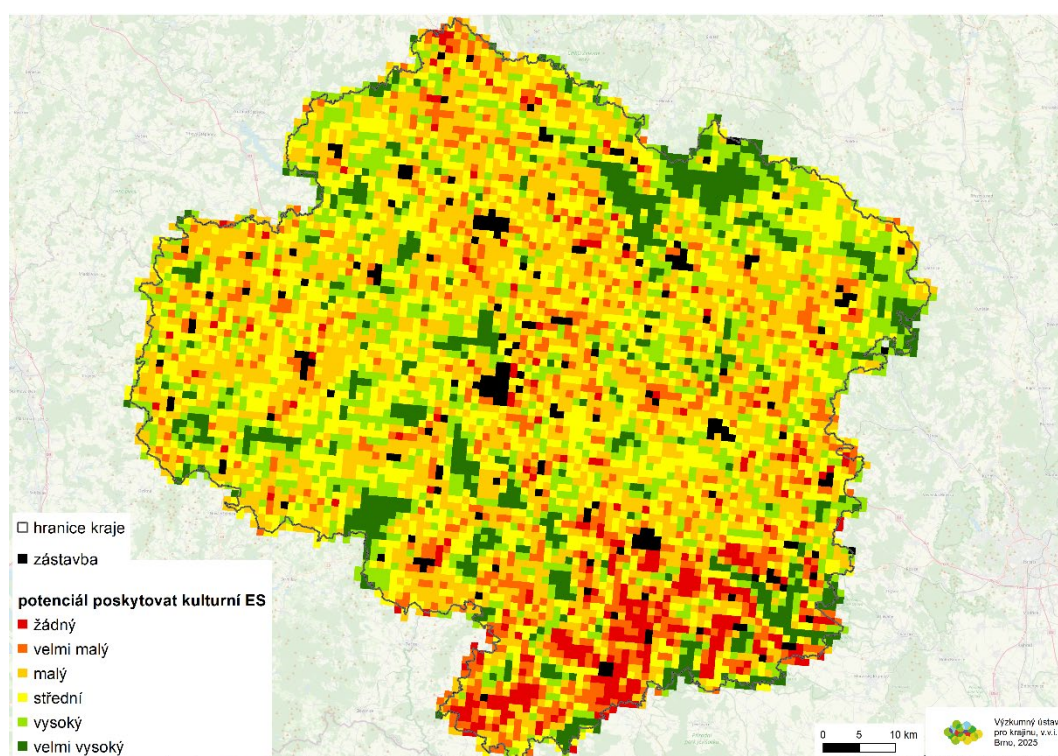 hranice kraje
zástavba
potenciál poskytovat kulturní ES
žádný
velmi malý
malý
střední
vysoký
velmi vysoký
0 5 10 km
Výzkumný ústav
pro krajinu, v.v.i.
Brno, 2025